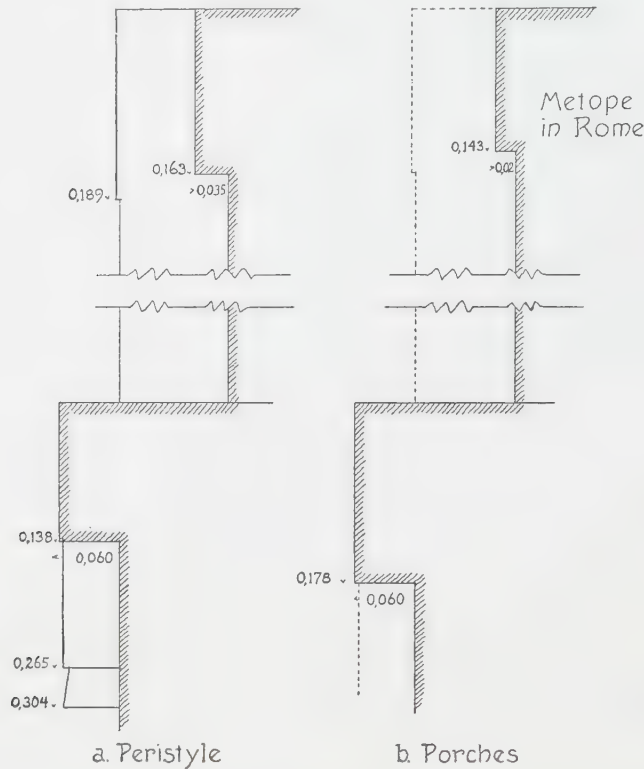 Metope
in Rome
0,163
0,035
0,189
0,143
0,02
0,138
0,060
0,265
0,304
0,178
0,060
a. Peristyle
b. Porches